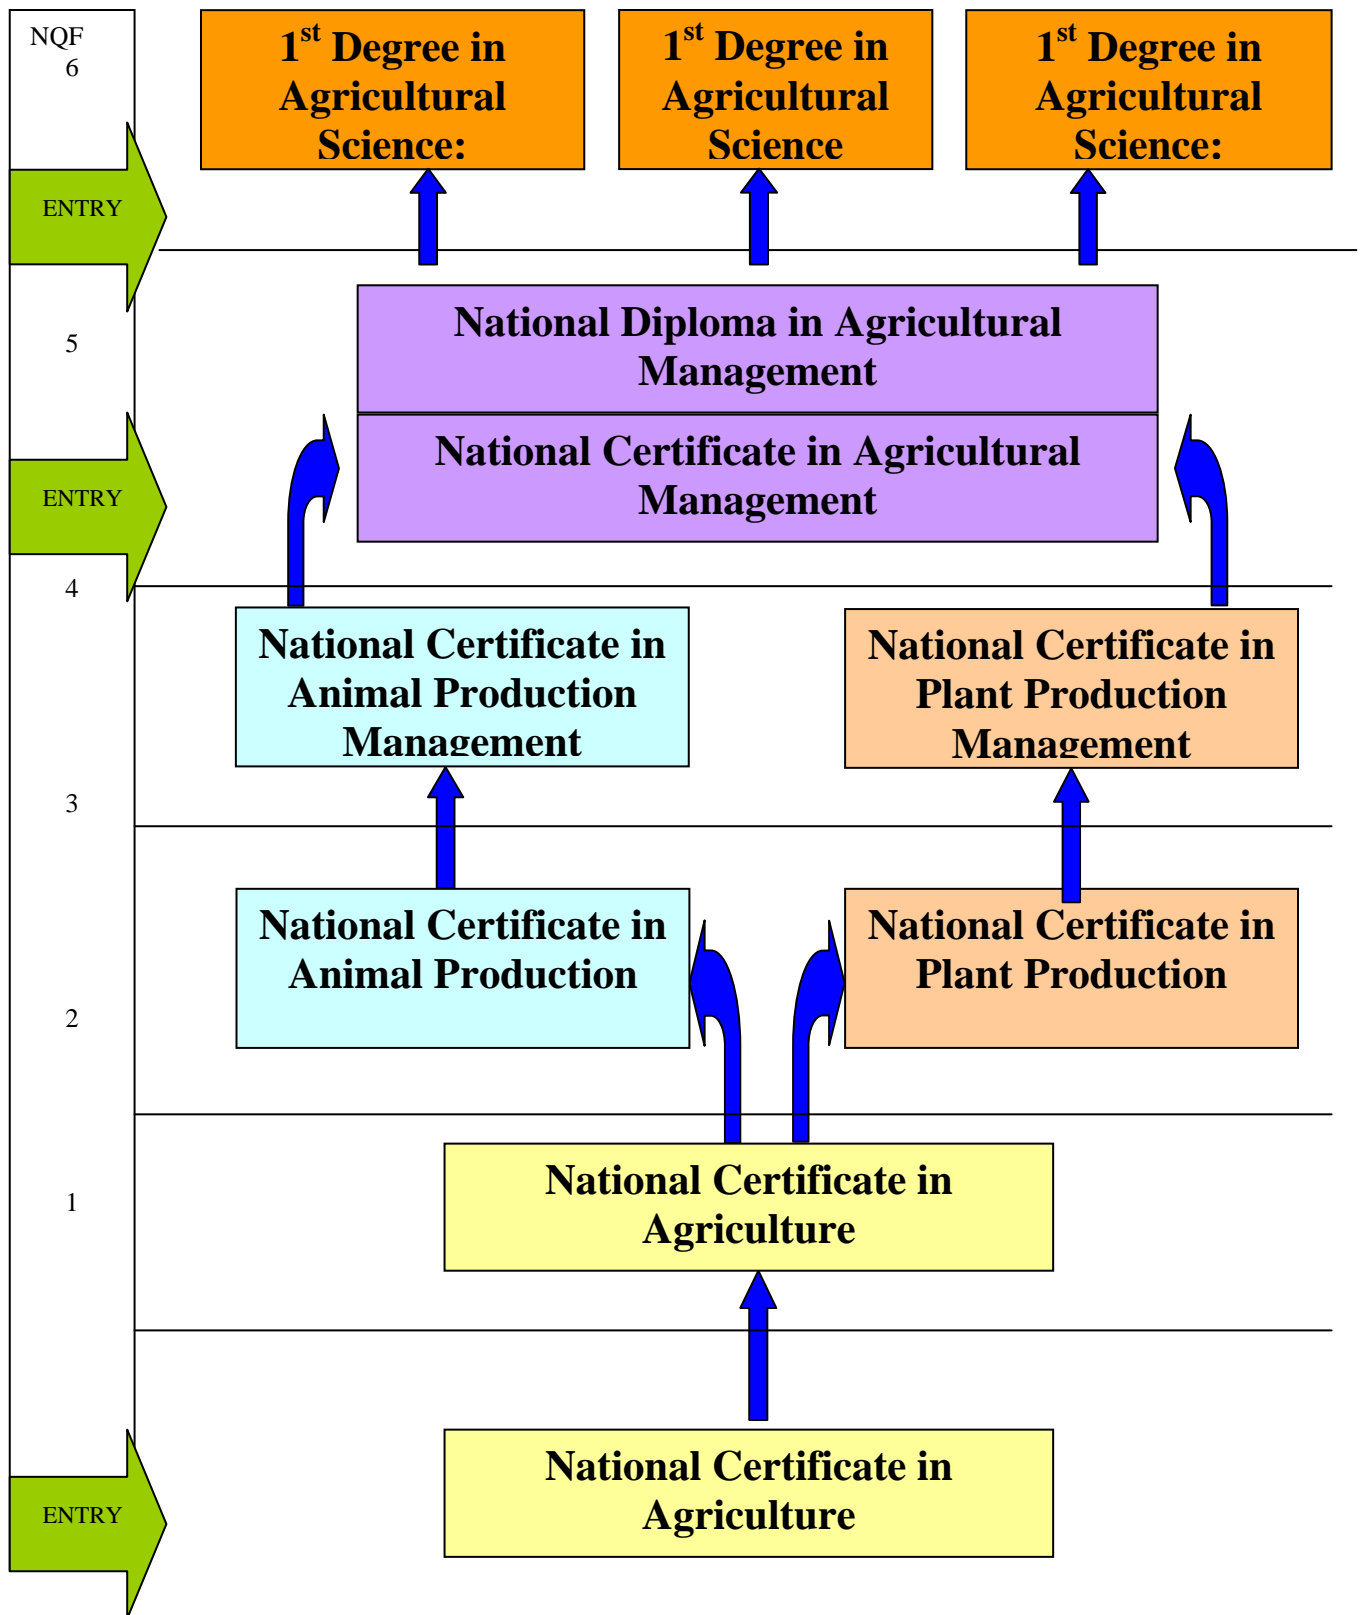 NQF
6
1st Degree in
Agricultural
Science:
1st Degree in
Agricultural
Science
1st Degree in
Agricultural
Science:
ENTRY
5
National Diploma in Agricultural
Management
National Certificate in Agricultural
Management
ENTRY
4
National Certificate in
Animal Production
Management
National Certificate in
Plant Production
Management
3
National Certificate in
Animal Production
National Certificate in
Plant Production
2
National Certificate in
Agriculture
1
National Certificate in
Agriculture
ENTRY